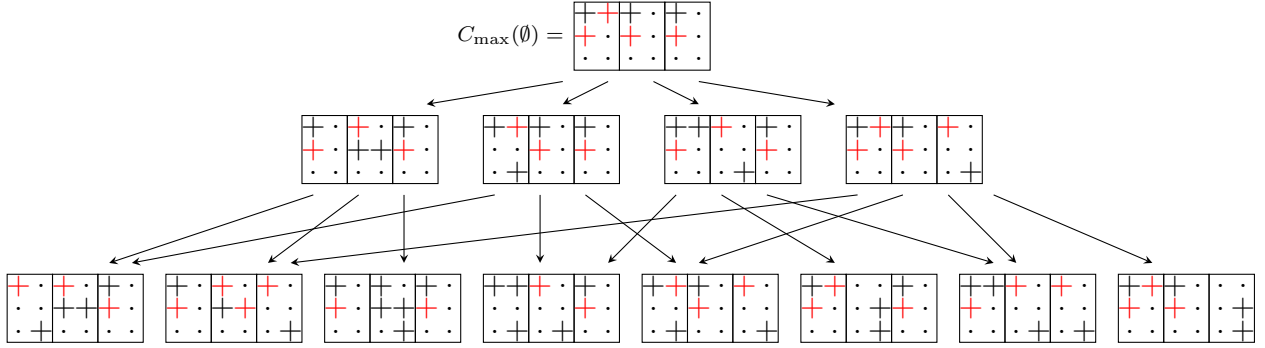 C_max(∅) =